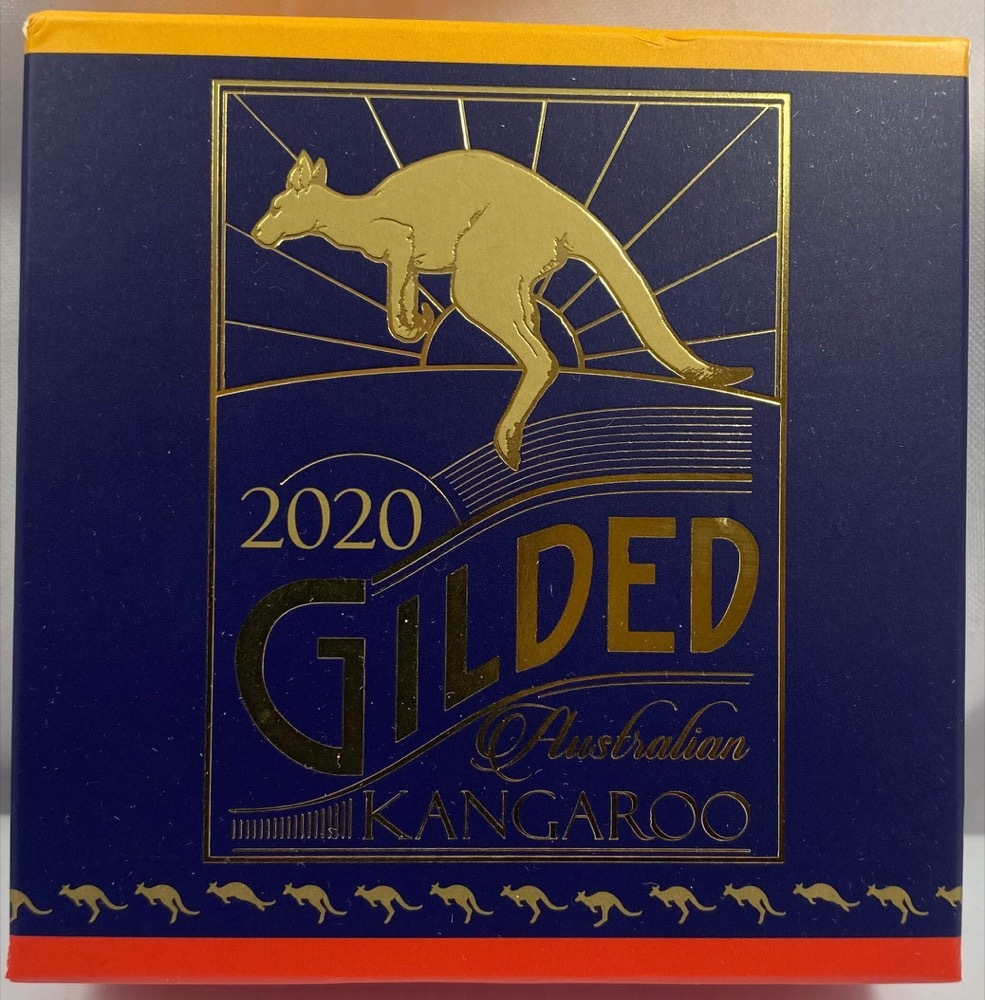 2020
GILDED
Australian
KANGAROO